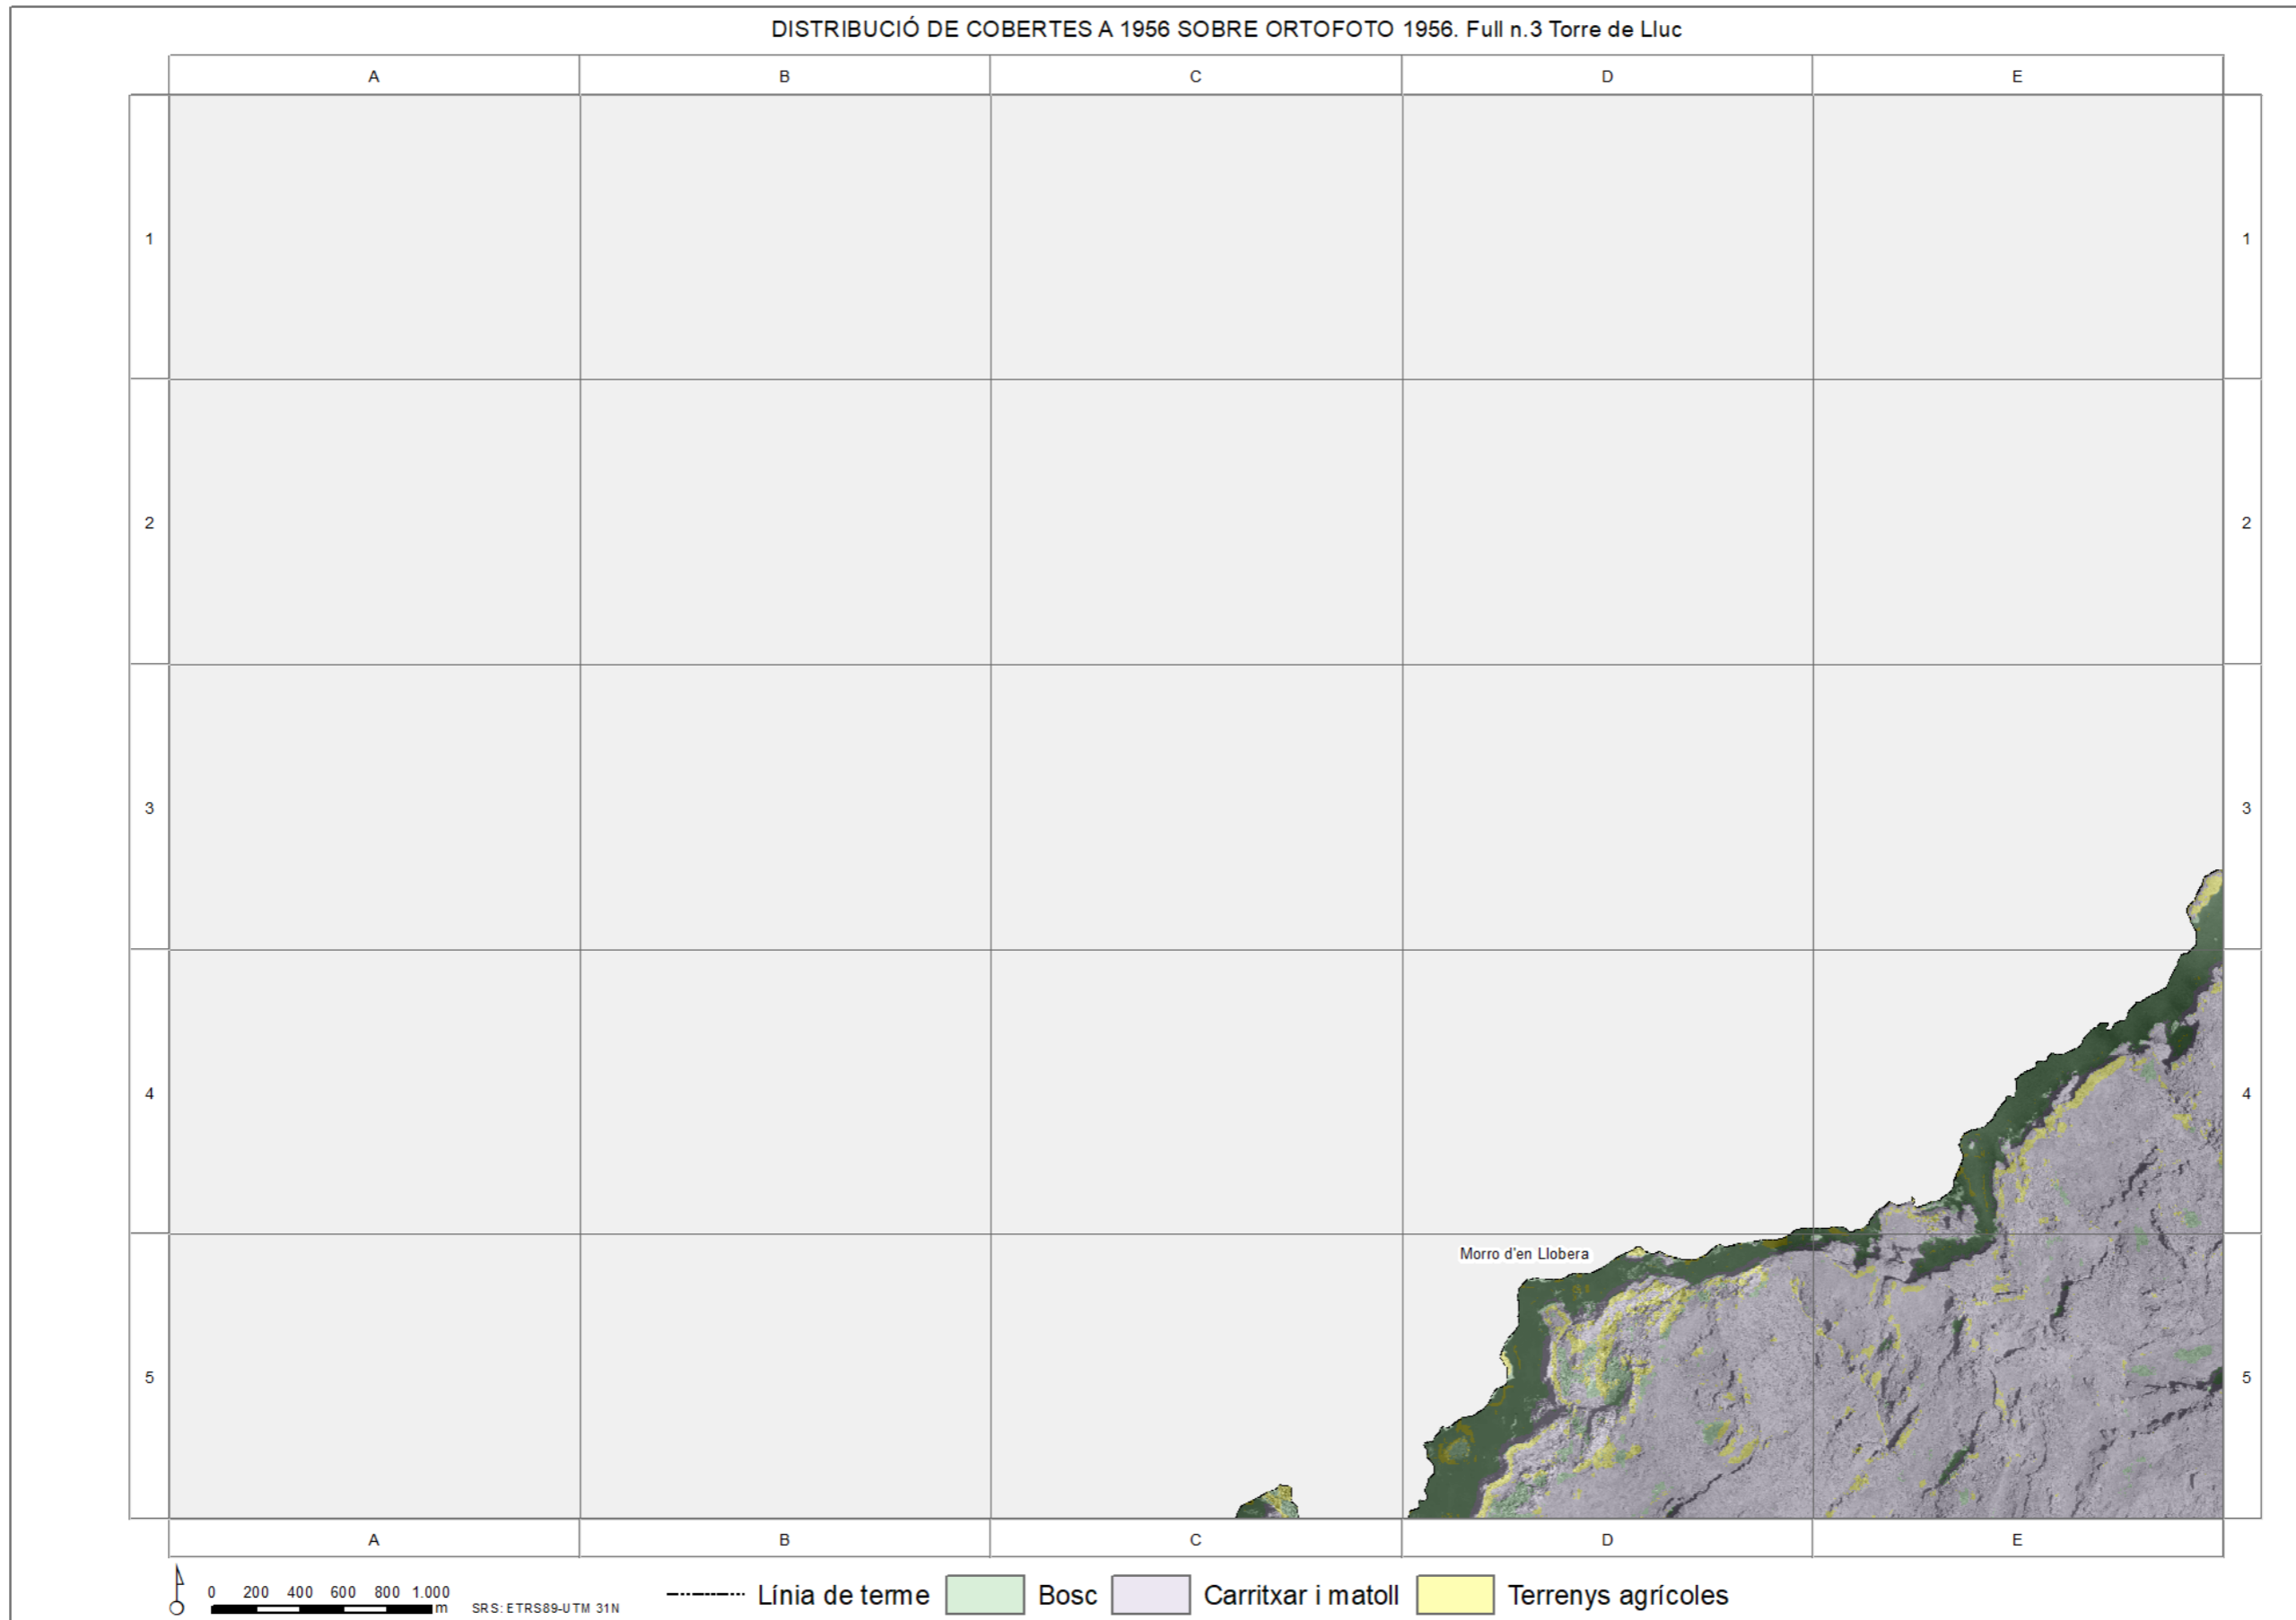 DISTRIBUCIÓ DE COBERTES A 1956 SOBRE ORTOFOTO 1956. Full n.3 Torre de Lluc
A B C D E
1 1
2 2
3 3
4 4
Morro d'en Llobera
5 5
A B C D E
0 200 400 600 800 1.000
m
SRS: ETRS89-UTM 31N
Línia de terme Bosc Carritxar i matoll Terrenys agrícoles